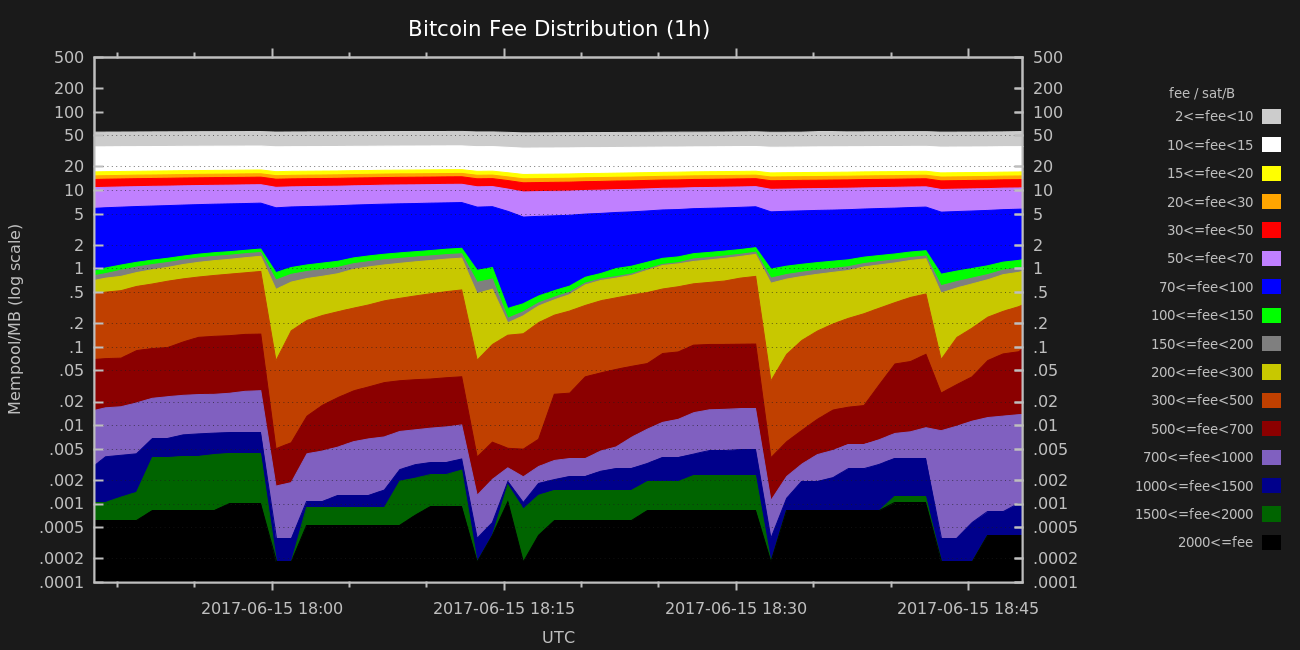 Bitcoin Fee Distribution (1h)
500
200
100
50
20
10
5
2
1
.5
.2
.1
.05
.02
.01
.005
.002
.001
.0005
.0002
.0001
Mempool/MB (log scale)
500
200
100
50
20
10
5
2
1
.5
.2
.1
.05
.02
.01
.005
.002
.001
.0005
.0002
.0001
2017-06-15 18:00 2017-06-15 18:15 2017-06-15 18:30 2017-06-15 18:45
UTC
fee / sat/B
2<=fee<10
10<=fee<15
15<=fee<20
20<=fee<30
30<=fee<50
50<=fee<70
70<=fee<100
100<=fee<150
150<=fee<200
200<=fee<300
300<=fee<500
500<=fee<700
700<=fee<1000
1000<=fee<1500
1500<=fee<2000
2000<=fee